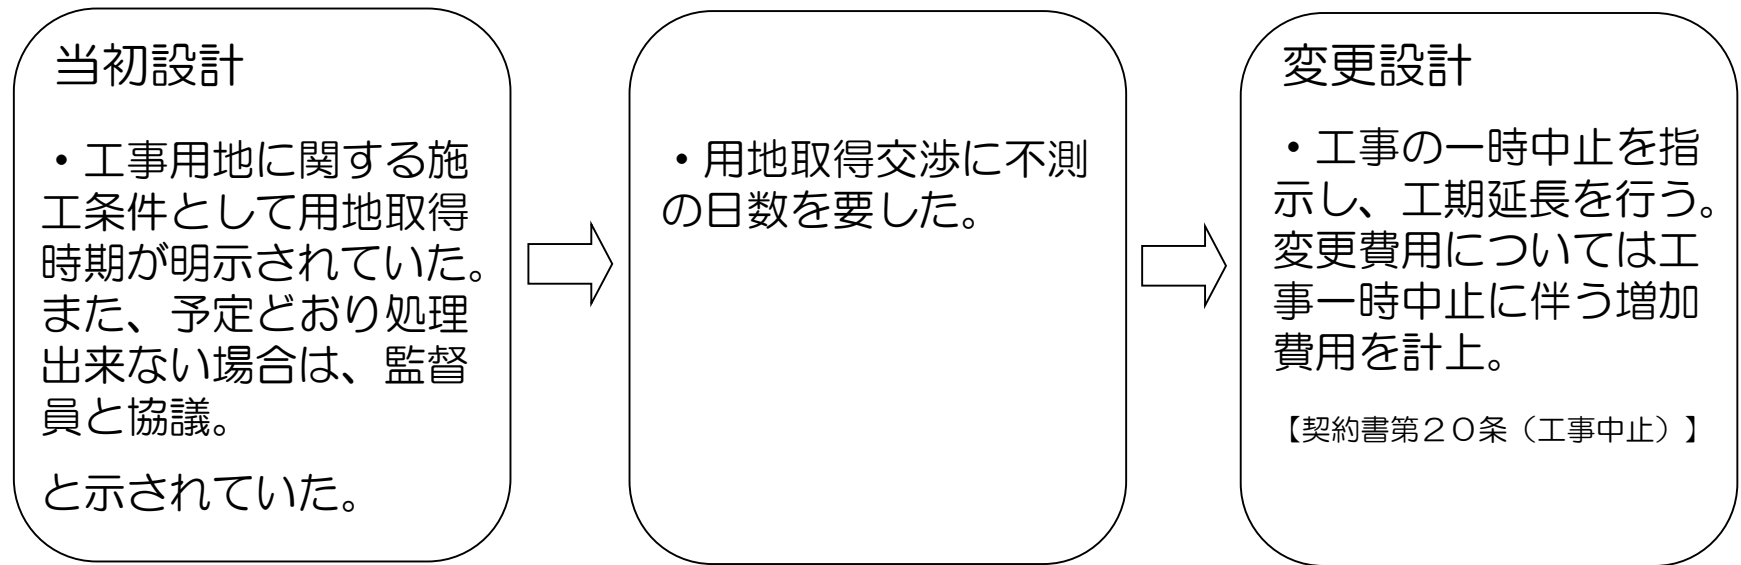 当初設計
・工事用地に関する施
工条件として用地取得
時期が明示されていた。
また、予定どおり処理
出来ない場合は、監督
員と協議。
と示されていた。
・用地取得交渉に不測
の日数を要した。
変更設計
・工事の一時中止を指
示し、工期延長を行う。
変更費用については工
事一時中止に伴う増加
費用を計上。
【契約書第２０条（工事中止）】